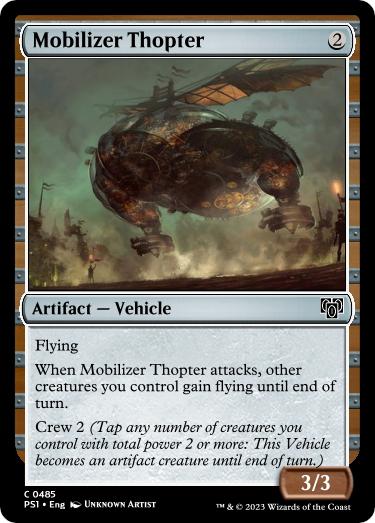 Mobilizer Thopter 2
Artifact — Vehicle
Flying
When Mobilizer Thopter attacks, other
creatures you control gain flying until end of
turn.
Crew 2 (Tap any number of creatures you
control with total power 2 or more: This Vehicle
becomes an artifact creature until end of turn.)
3/3
C 0485
PS1 • Eng Unknown Artist
™ & © 2023 Wizards of the Coast